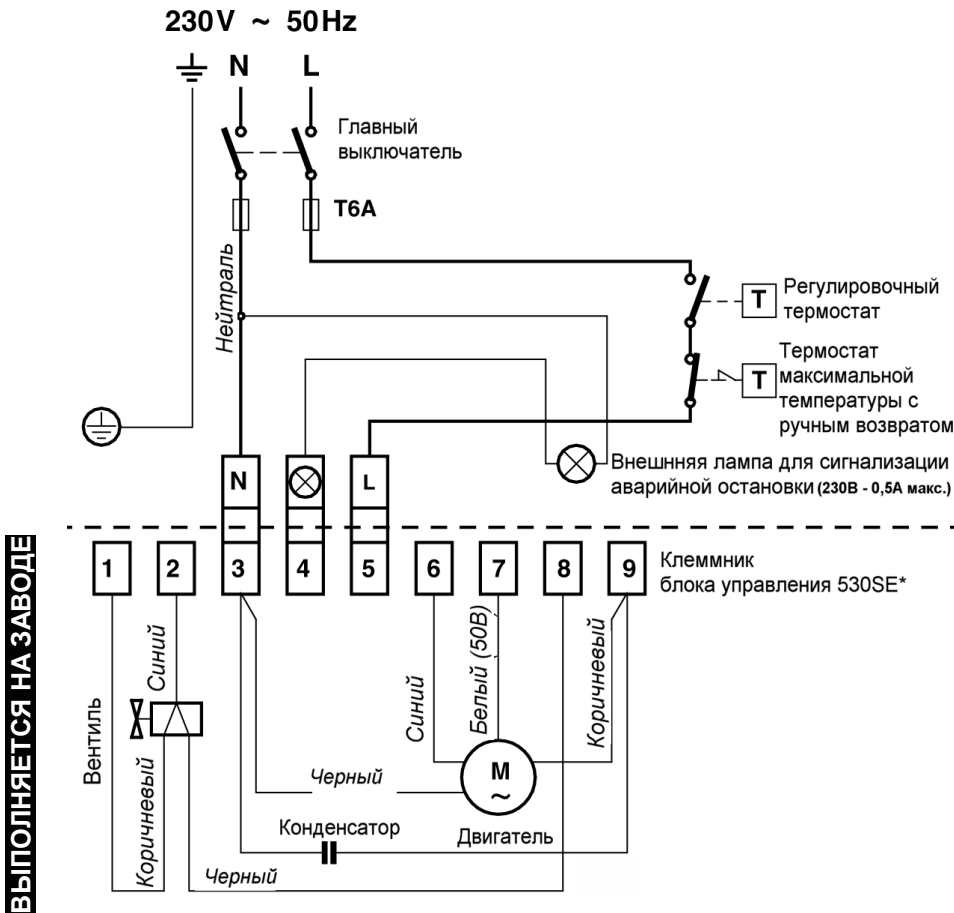 230V ~ 50Hz
N L
Главный
выключатель
T6A
Нейтраль
T
Регулировочный
термостат
T
Термостат
максимальной
температуры с
ручным возвратом
Внешнняя лампа для сигнализации
аварийной остановки (230В - 0,5А макс.)
N L
1 2 3 4 5 6 7 8 9
Клеммник
блока управления 530SE*
ВЫПОЛНЯЕТСЯ НА ЗАВОДЕ
Вентиль
Синий
Коричневый
Синий
Белый (50В)
Коричневый
Черный
M
~
Конденсатор
Двигатель
Черный